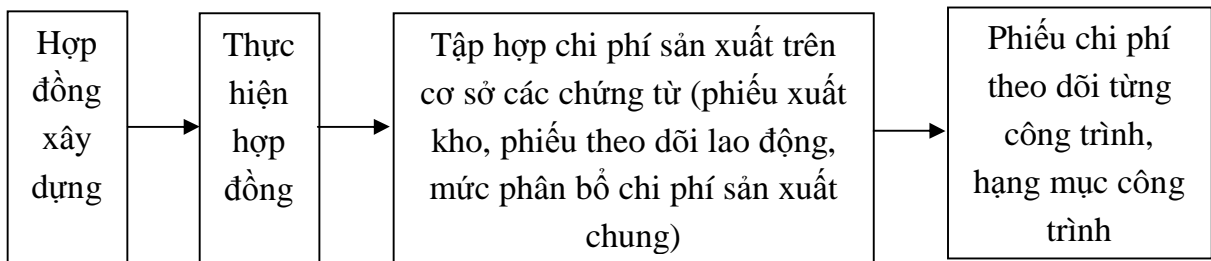 Hợp
đồng
xây
dựng
Thực
hiện
hợp
đồng
Tập hợp chi phí sản xuất trên
cơ sở các chứng từ (phiếu xuất
kho, phiếu theo dõi lao động,
mức phân bổ chi phí sản xuất
chung)
Phiếu chi phí
theo dõi từng
công trình,
hạng mục công
trình